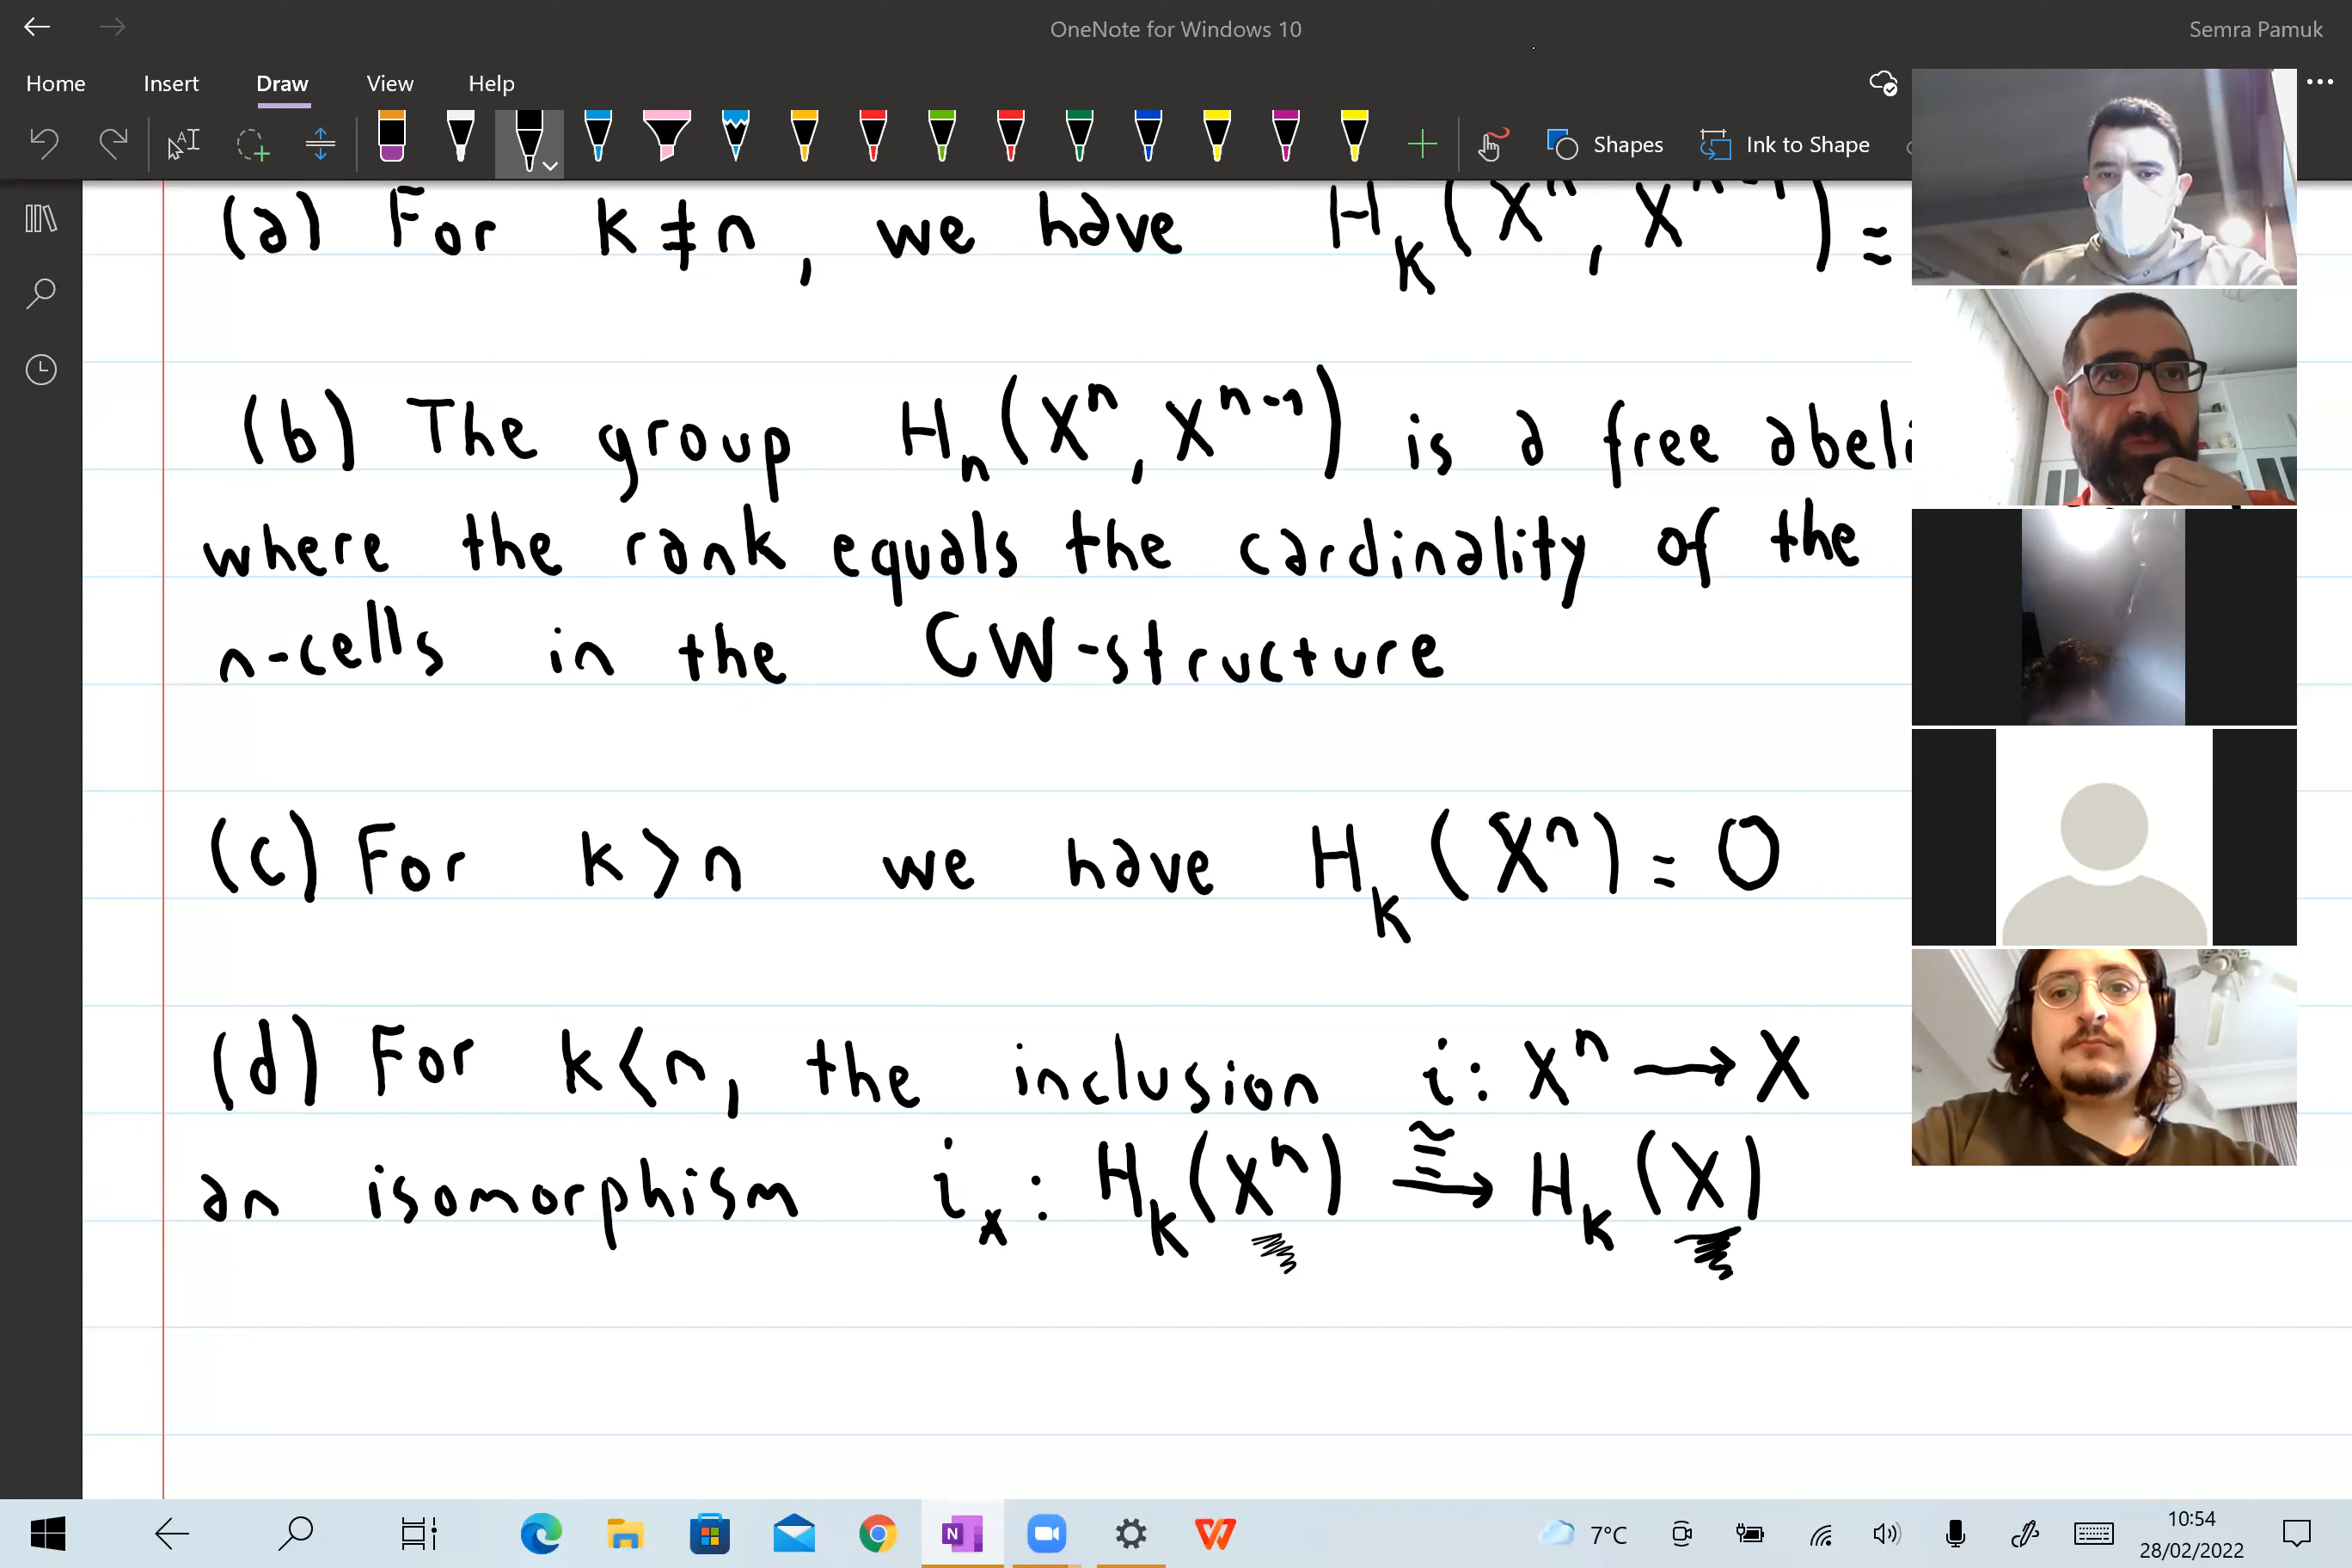 OneNote for Windows 10
Semra Pamuk
Home Insert Draw View Help
Shapes Ink to Shape
(a) For k ≠ n, we have H_k(X^n, X^n-1) =
(b) The group H_n(X^n, X^n-1) is a free abeli
where the rank equals the cardinality of the
n-cells in the CW-structure
(c) For k > n we have H_k(X^n) = 0
(d) For k < n, the inclusion i: X^n → X
an isomorphism i_*: H_k(X^n) ≅→ H_k(X)
7°C
10:54
28/02/2022